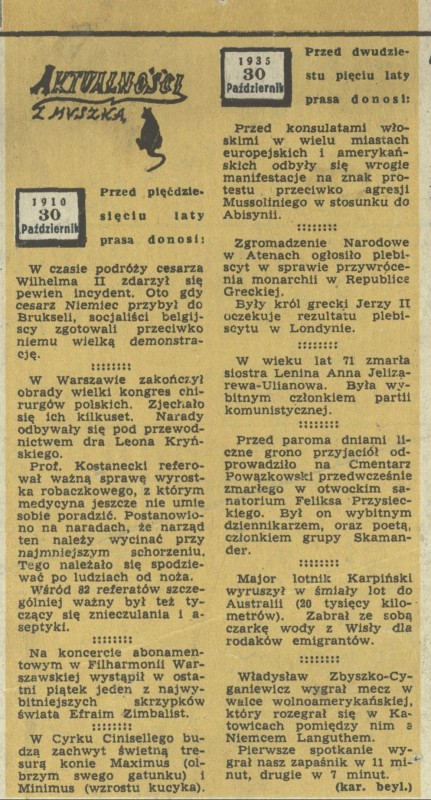 AKTUALNOŚCI
Z MYSZKĄ
1910
30
Październik
Przed pięćdzie-
sięciu laty
prasa donosi:
W czasie podróży cesarza
Wilhelma II zdarzył się
pewien incydent. Oto gdy
cesarz Niemiec przybył do
Brukseli, socjaliści belgij-
scy zgotowali przeciwko
niemu wielką demonstra-
cję.
::::::::
W Warszawie zakończył
obrady wielki kongres chi-
rurgów polskich. Zjechało
się ich kilkuset. Narady
odbywały się pod przewod-
nictwem dra Leona Kryń-
skiego.
Prof. Kostanecki refero-
wał ważną sprawę wyrost-
ka robaczkowego, z którym
medycyna jeszcze nie umie
sobie poradzić. Postanowio-
no na naradach, że narząd
ten należy wycinać przy
najmniejszym schorzeniu.
Tego należało się spodzie-
wać po ludziach od noża.
Wśród 82 referatów szcze-
gólniej ważny był też ty-
czący się znieczulania i a-
septyki.
::::::::
Na koncercie abonamen-
towym w Filharmonii War-
szawskiej wystąpił w osta-
tni piątek jeden z najwy-
bitniejszych skrzypków
świata Efraim Zimbalist.
::::::::
W Cyrku Cinisellego bu-
dzą zachwyt świetną tre-
surą konie Maximus (ol-
brzym swego gatunku) i
Minimus (wzrostu kucyka).
1935
30
Październik
Przed dwudzie-
stu pięciu laty
prasa donosi:
Przed konsulatami wło-
skimi w wielu miastach
europejskich i amerykań-
skich odbyły się wrogie
manifestacje na znak pro-
testu przeciwko agresji
Mussoliniego w stosunku do
Abisynii.
::::::::
Zgromadzenie Narodowe
w Atenach ogłosiło plebi-
scyt w sprawie przywróce-
nia monarchii w Republice
Greckiej.
Były król grecki Jerzy II
oczekuje rezultatu plebi-
scytu w Londynie.
::::::::
W wieku lat 71 zmarła
siostra Lenina Anna Jeliza-
rewa-Ulianowa. Była wy-
bitnym członkiem partii
komunistycznej.
::::::::
Przed paroma dniami li-
czne grono przyjaciół od-
prowadziło na Cmentarz
Powązkowski przedwcześnie
zmarłego w otwockim sa-
natorium Feliksa Przysiec-
kiego. Był on wybitnym
dziennikarzem, oraz poetą,
członkiem grupy Skaman-
der.
::::::::
Major lotnik Karpiński
wyruszył w śmiały lot do
Australii (20 tysięcy kilo-
metrów). Zabrał ze sobą
czarkę wody z Wisły dla
rodaków emigrantów.
::::::::
Władysław Zbyszko-Cy-
ganiewicz wygrał mecz w
walce wolnoamerykańskiej,
który rozegrał się w Ka-
towicach pomiędzy nim a
Niemcem Languthem.
Pierwsze spotkanie wy-
grał nasz zapaśnik w 11 mi-
nut, drugie w 7 minut.
(kar. beyl.)